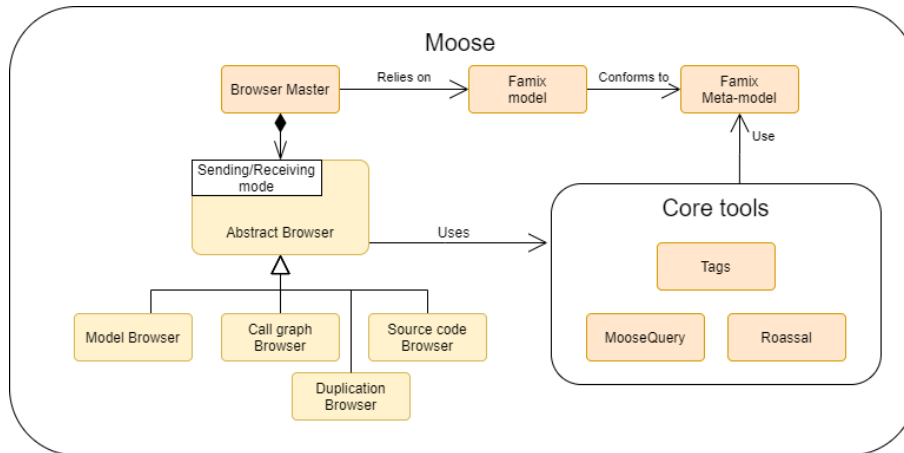 Moose
Browser Master
Relies on
Famix
model
Conforms to
Famix
Meta-model
Use
Sending/Receiving
mode
Abstract Browser
Uses
Core tools
Tags
MooseQuery
Roassal
Model Browser
Call graph
Browser
Source code
Browser
Duplication
Browser